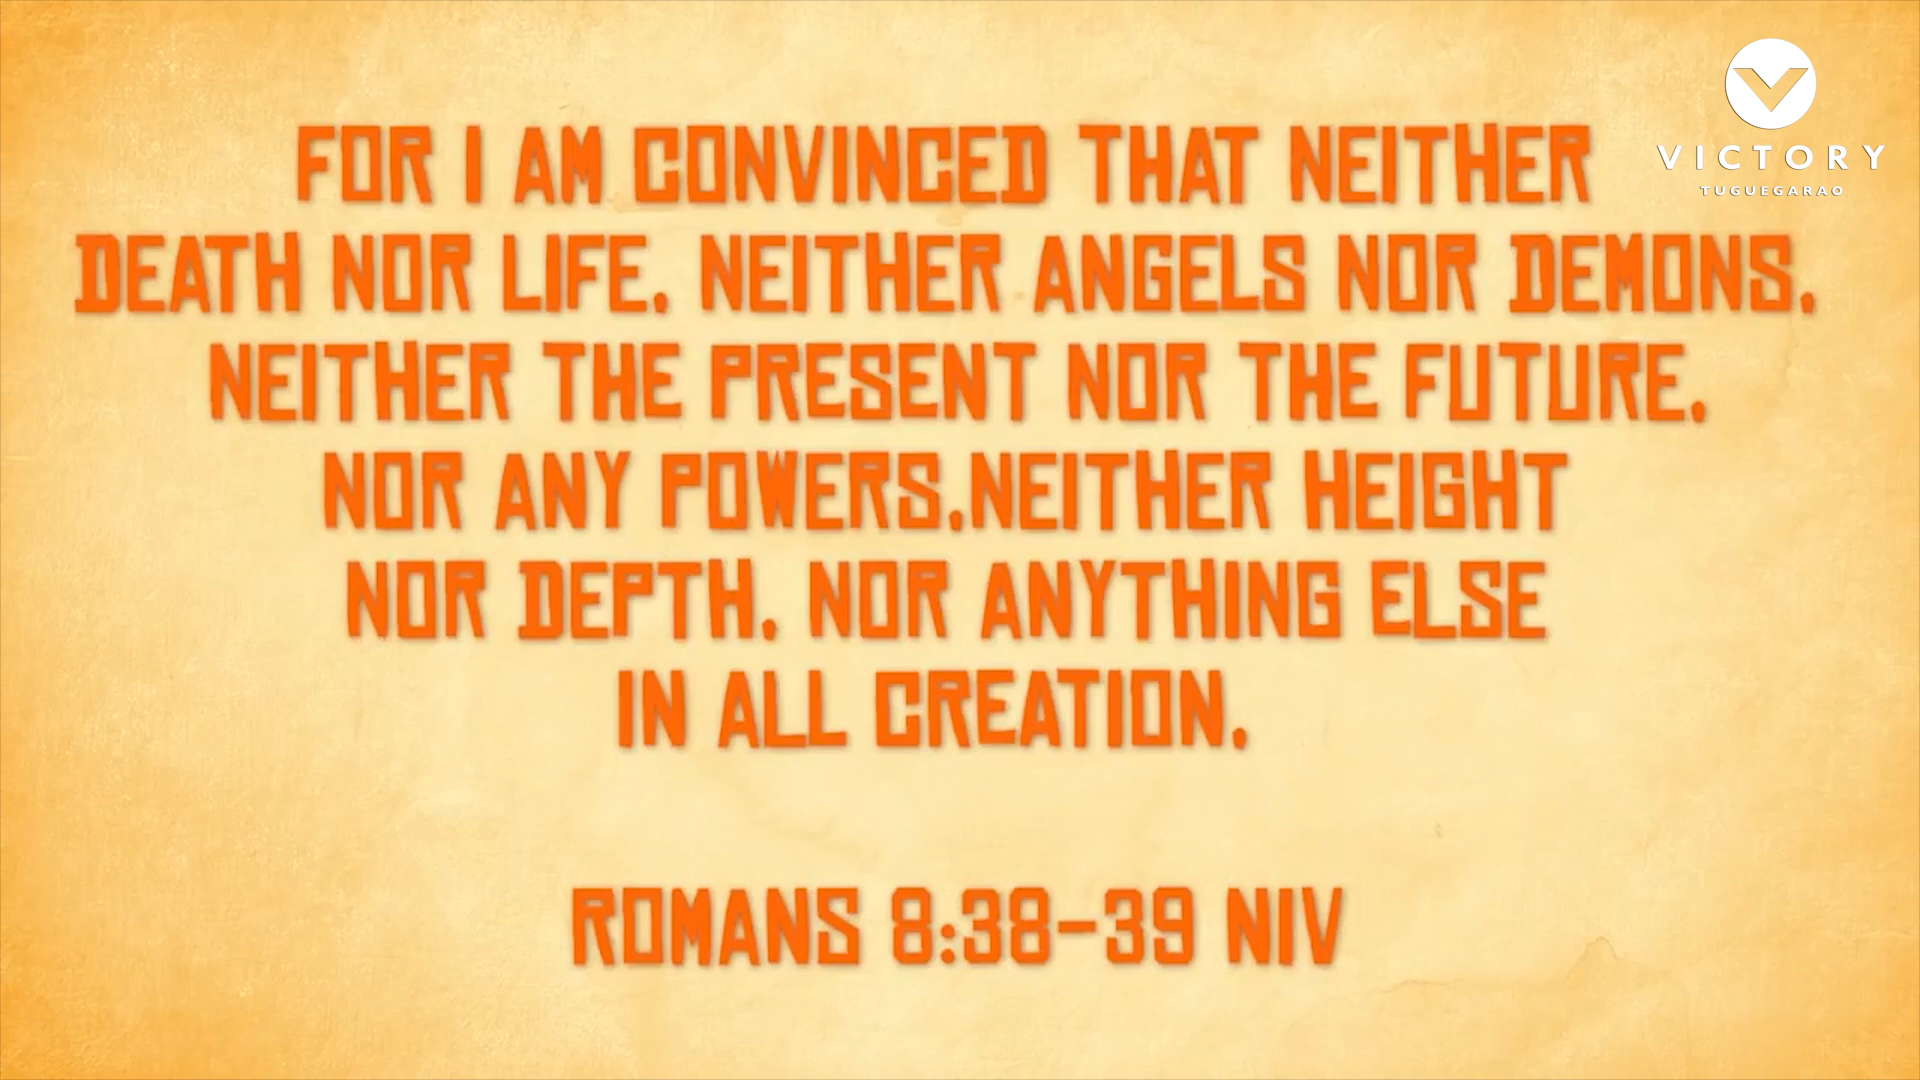 FOR I AM CONVINCED THAT NEITHER
DEATH NOR LIFE, NEITHER ANGELS NOR DEMONS,
NEITHER THE PRESENT NOR THE FUTURE,
NOR ANY POWERS,NEITHER HEIGHT
NOR DEPTH, NOR ANYTHING ELSE
IN ALL CREATION,
ROMANS 8:38-39 NIV
VICTORY
TUGUEGARAO